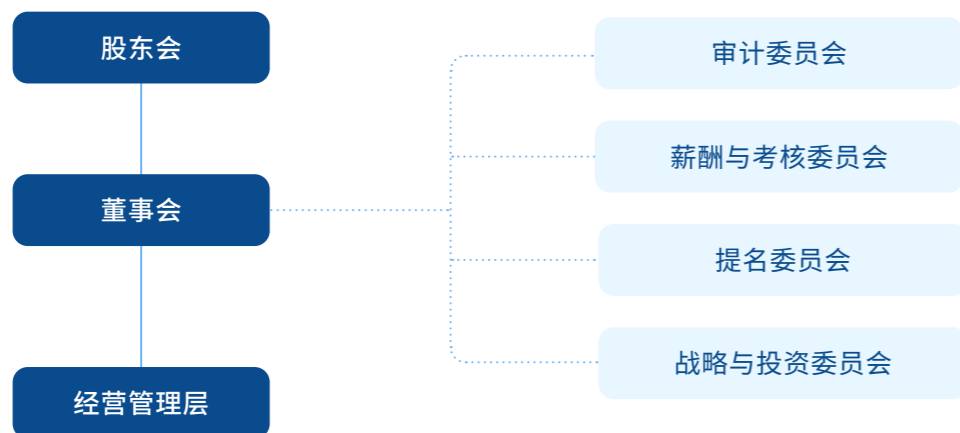 股东会
董事会
经营管理层
审计委员会
薪酬与考核委员会
提名委员会
战略与投资委员会